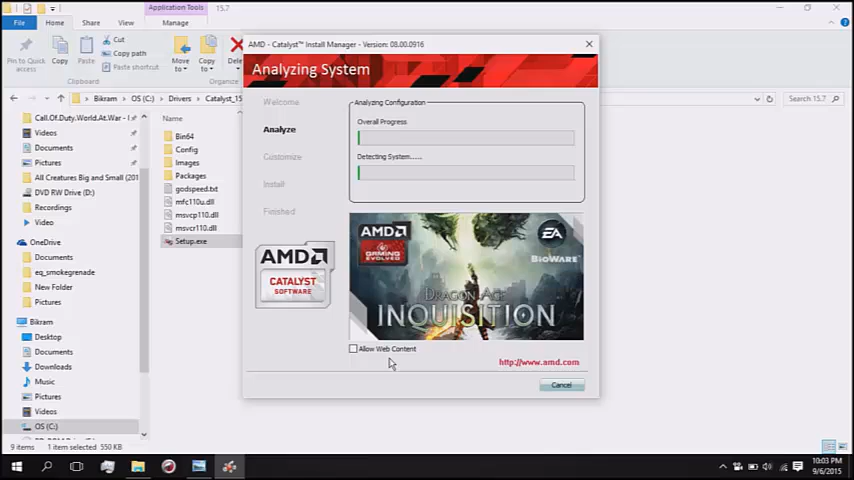 Application Tools
15.7
File
Home
Share
View
Manage
Pin to Quick access
Copy
Paste
Cut
Copy path
Paste shortcut
Clipboard
Move to
Copy to
Organize
Bikram
OS (C:)
Drivers
Search 15.7
Call.Of.Duty.World.At.War -
Videos
Documents
Pictures
All Creatures Big and Small (201
DVD RW Drive (D:)
Recordings
Video
OneDrive
Documents
eq_smokegrenade
New Folder
Pictures
Bikram
Desktop
Documents
Downloads
Music
Pictures
Videos
OS (C:)
Name
Bin64
Config
Images
Packages
godspeed.txt
mfc110u.dll
msvcp110.dll
msvcr110.dll
Setup.exe
AMD - Catalyst™ Install Manager - Version: 08.00.0916
Analyzing System
Welcome
Analyze
Customize
Install
Finished
Analyzing Configuration
Overall Progress
Detecting System......
AMD
CATALYST
SOFTWARE
AMD
GAMING
EVOLVED
EA
BIOWARE
DRAGON AGE
INQUISITION
Allow Web Content
http://www.amd.com
Cancel
9 items
1 item selected 550 KB
10:03 PM
9/6/2015